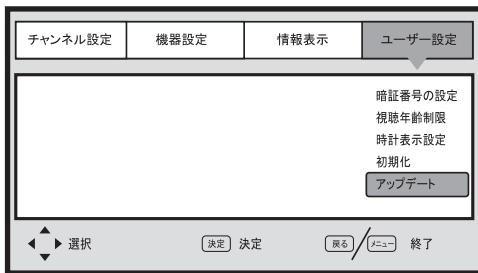 チャンネル設定 機器設定 情報表示 ユーザー設定
暗証番号の設定
視聴年齢制限
時計表示設定
初期化
アップデート
選択 決定 決定 戻る メニュー 終了